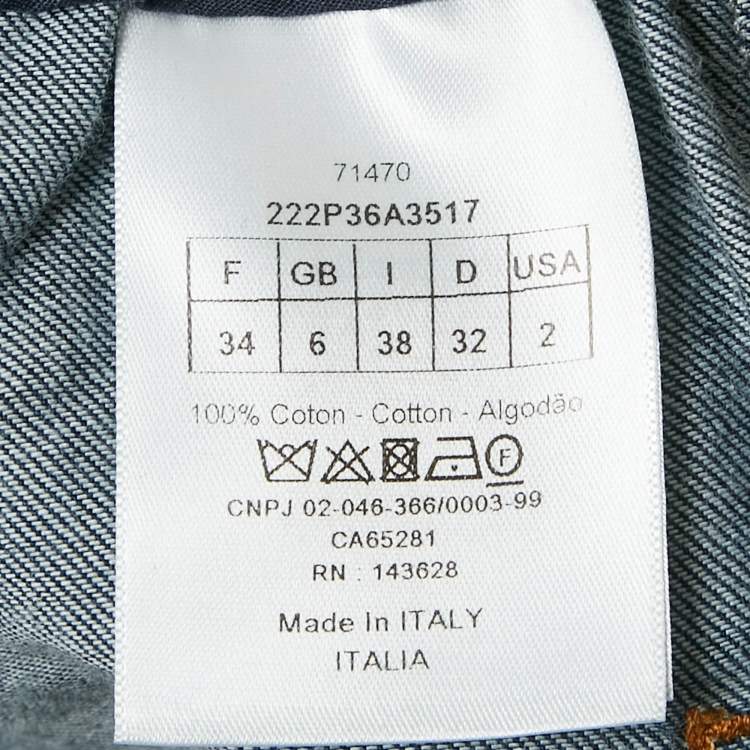 71470
222P36A3517
F GB I D USA
34 6 38 32 2
100% Coton - Cotton - Algodão
F
CNPJ 02-046-366/0003-99
CA65281
RN : 143628
Made In ITALY
ITALIA